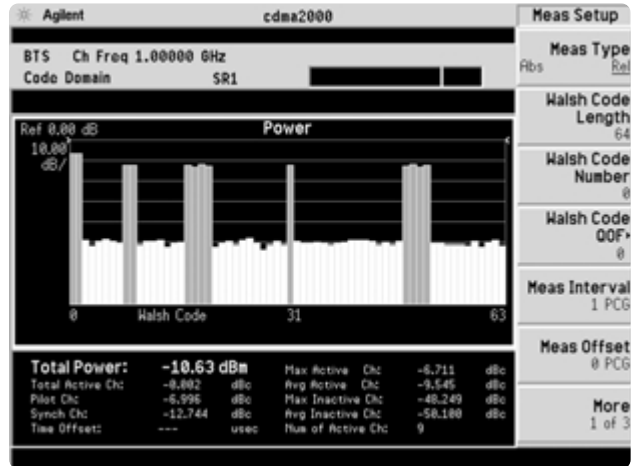 Agilent cdma2000 Meas Setup
BTS Ch Freq 1.00000 GHz
Code Domain SR1
Meas Type
Abs Rel
Walsh Code
Length
64
Walsh Code
Number
0
Walsh Code
QOF
0
Meas Interval
1 PCG
Meas Offset
0 PCG
More
1 of 3
Ref 0.00 dB Power
10.00
dB/
0 Walsh Code 31 63
Total Power: -10.63 dBm
Total Active Ch: -0.002 dBc
Pilot Ch: -6.996 dBc
Synch Ch: -12.744 dBc
Time Offset: --- usec
Max Active Ch: -6.711 dBc
Avg Active Ch: -9.545 dBc
Max Inactive Ch: -48.249 dBc
Avg Inactive Ch: -50.100 dBc
Num of Active Ch: 9